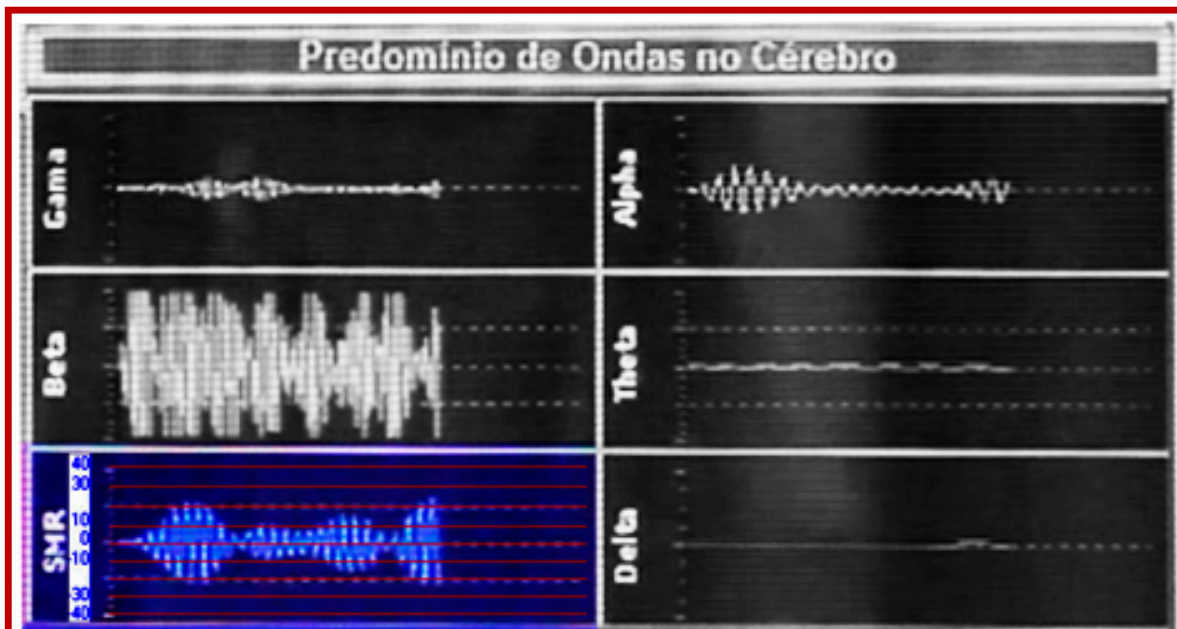 Predomínio de Ondas no Cérebro
Gama
Alpha
Beta
Theta
SMR
40
30
10
0
-10
30
40
Delta